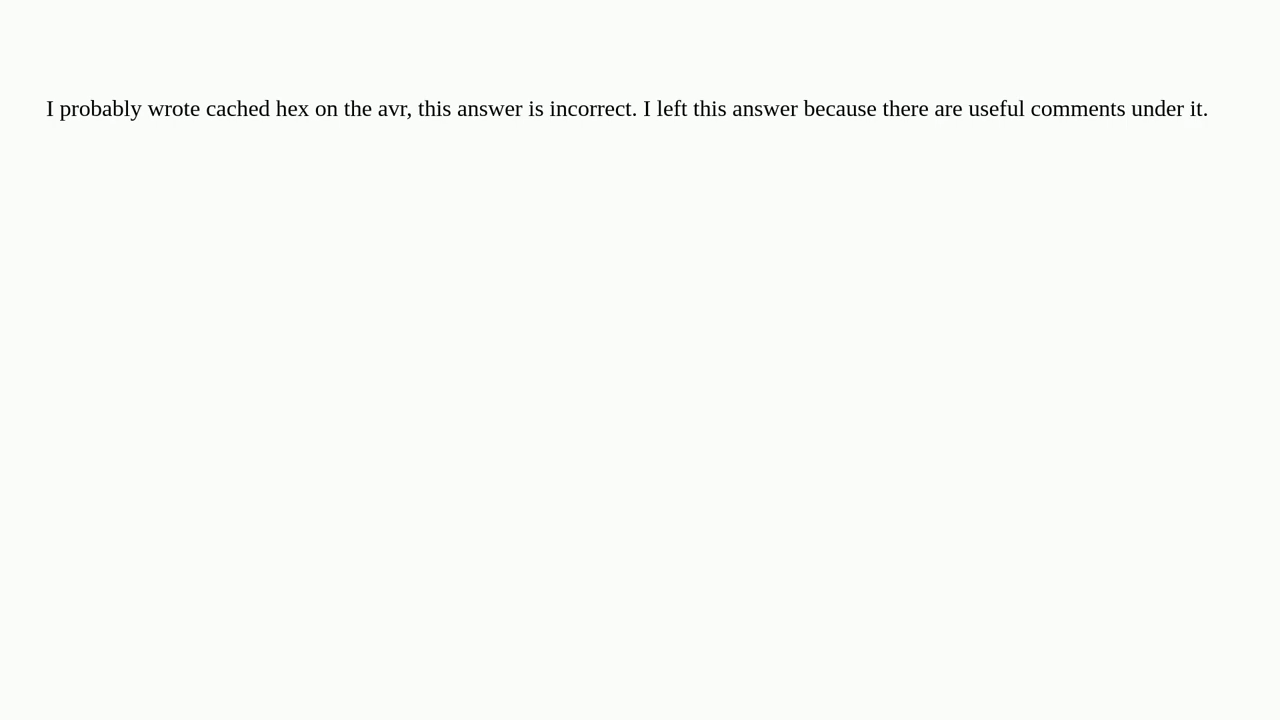 I probably wrote cached hex on the avr, this answer is incorrect. I left this answer because there are useful comments under it.